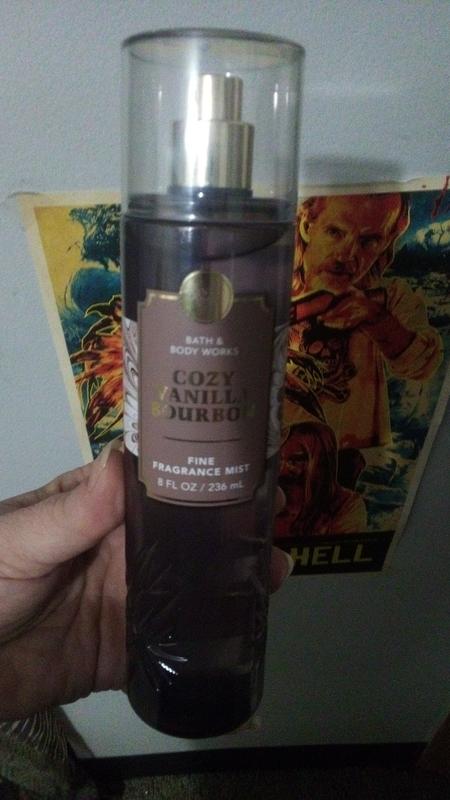 BATH &
BODY WORKS
COZY
VANILLA
BOURBON
FINE
FRAGRANCE MIST
8 FL OZ / 236 mL
HELL